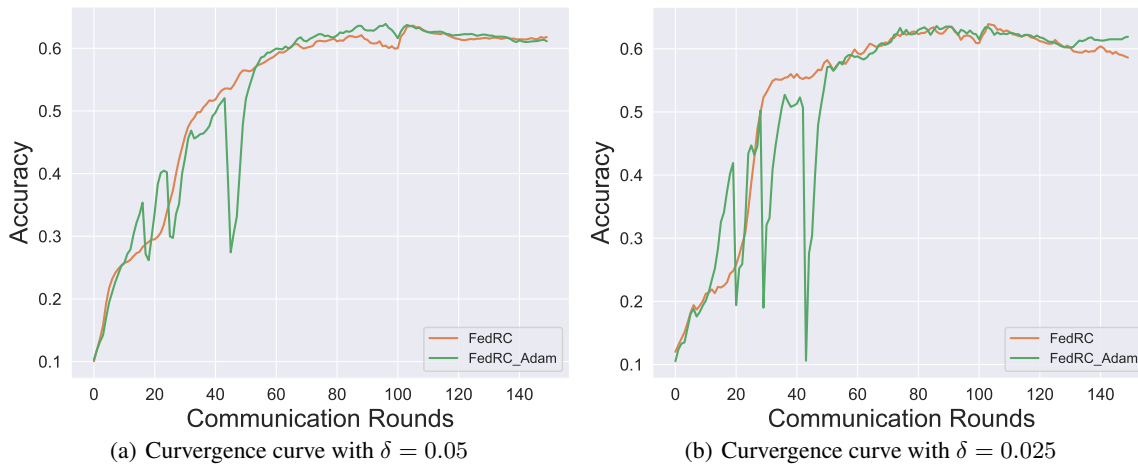 Accuracy
0.6
0.5
0.4
0.3
0.2
0.1
0 20 40 60 80 100 120 140
Communication Rounds
FedRC
FedRC_Adam
(a) Curvergence curve with δ = 0.05
Accuracy
0.6
0.5
0.4
0.3
0.2
0.1
0 20 40 60 80 100 120 140
Communication Rounds
FedRC
FedRC_Adam
(b) Curvergence curve with δ = 0.025